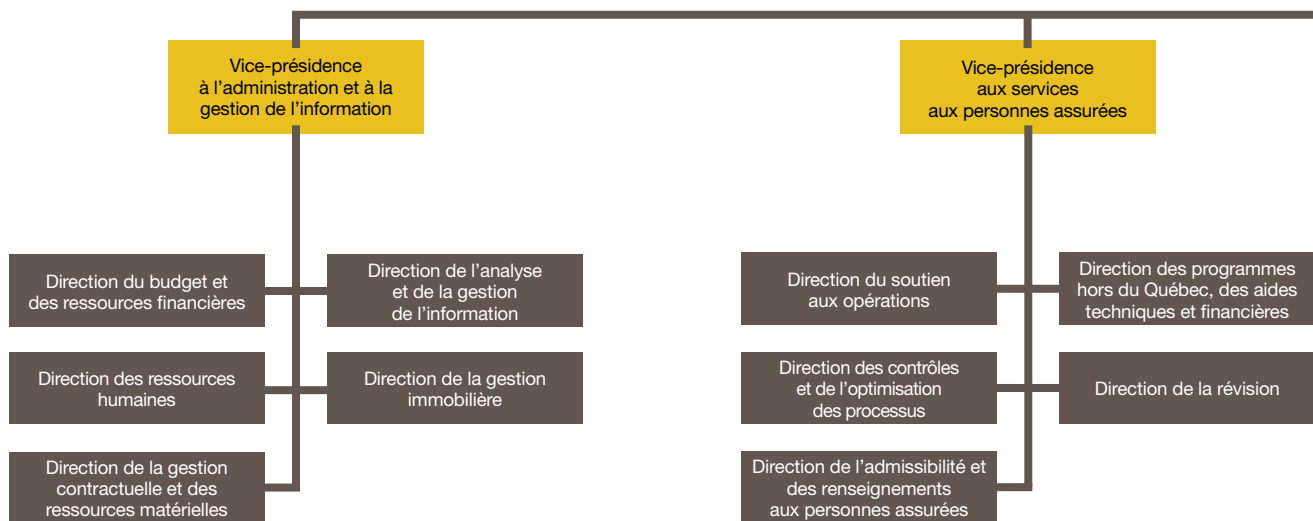 Vice-présidence
à l’administration et à la
gestion de l’information
Vice-présidence
aux services
aux personnes assurées
Direction du budget et
des ressources financières
Direction de l’analyse
et de la gestion
de l’information
Direction du soutien
aux opérations
Direction des programmes
hors du Québec, des aides
techniques et financières
Direction des ressources
humaines
Direction de la gestion
immobilière
Direction des contrôles
et de l’optimisation
des processus
Direction de la révision
Direction de la gestion
contractuelle et des
ressources matérielles
Direction de l’admissibilité et
des renseignements
aux personnes assurées